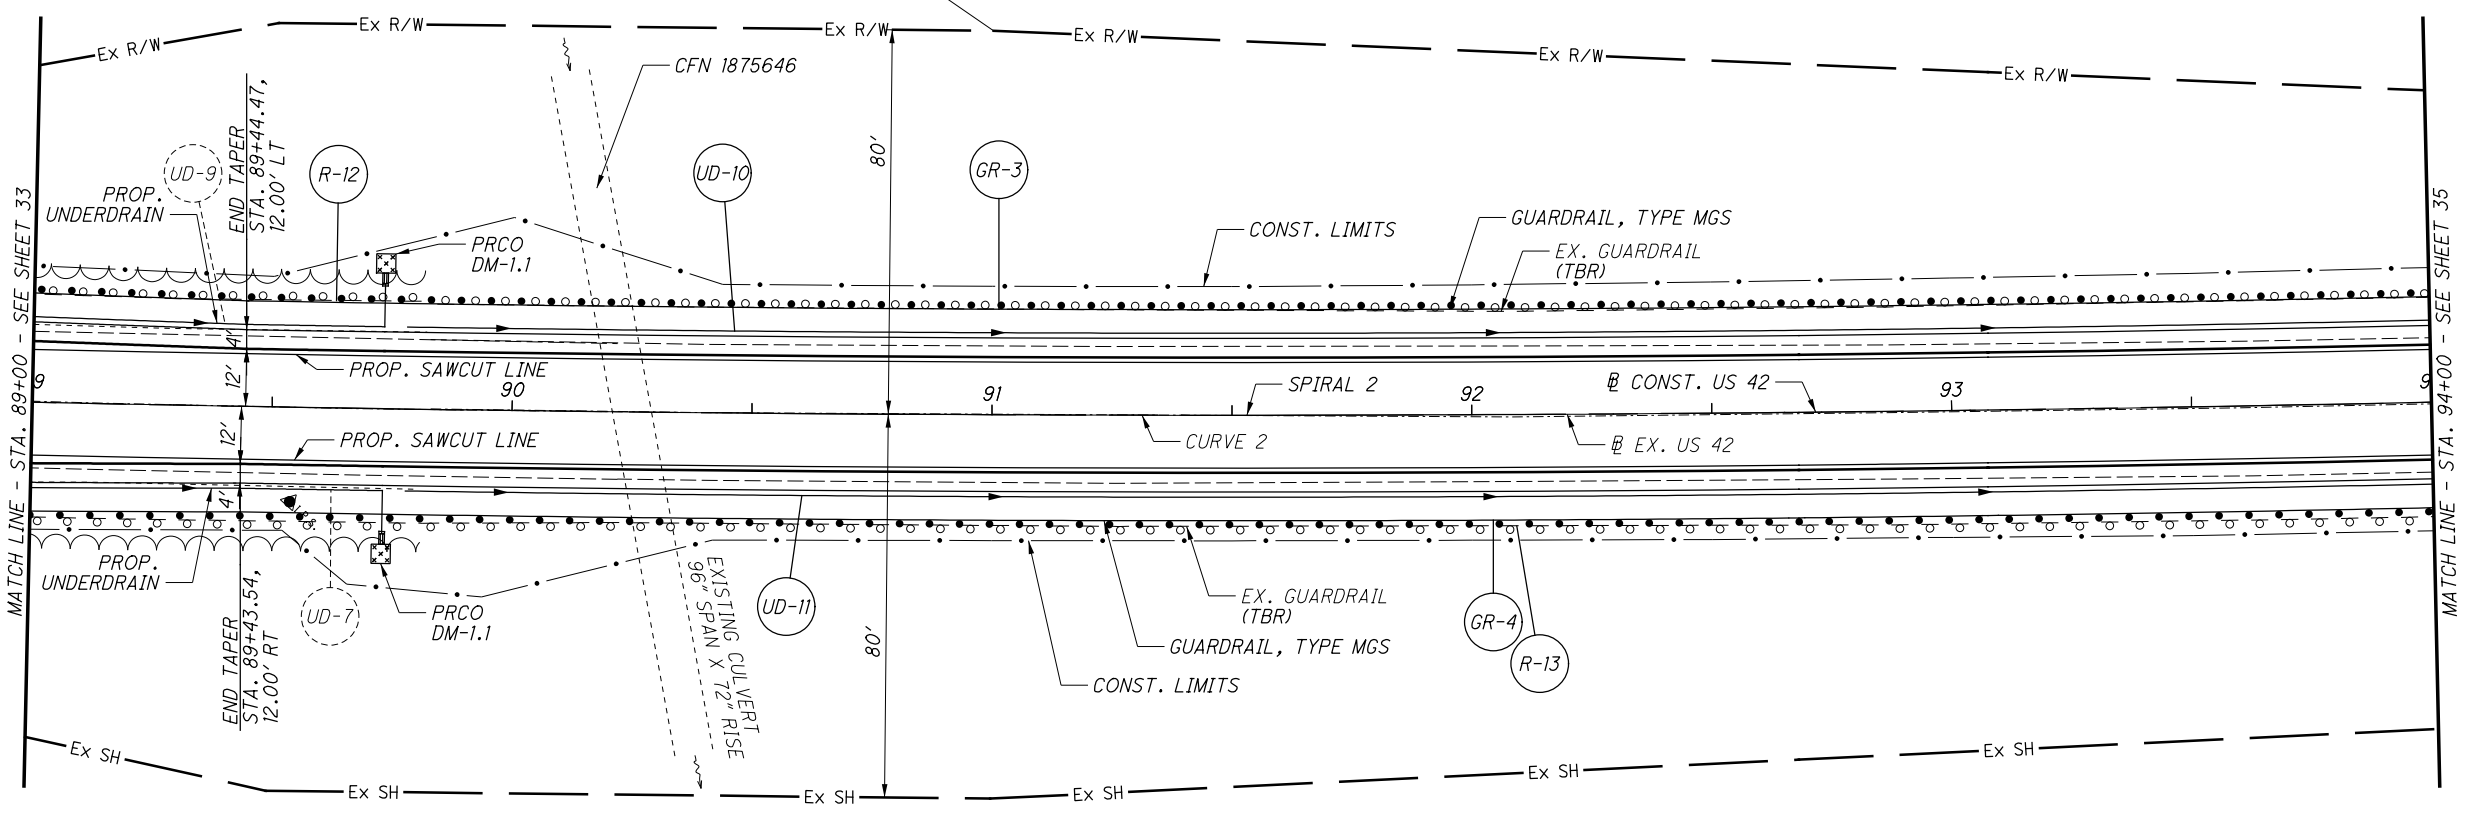 Ex R/W
Ex R/W
Ex R/W
Ex R/W
Ex R/W
Ex R/W
CFN 1875646
MATCH LINE - STA. 89+00 - SEE SHEET 33
END TAPER
STA. 89+44.47,
12.00' LT
80'
UD-9
R-12
UD-10
GR-3
PROP.
UNDERDRAIN
PRCO
DM-1.1
CONST. LIMITS
GUARDRAIL, TYPE MGS
EX. GUARDRAIL
(TBR)
MATCH LINE - STA. 94+00 - SEE SHEET 35
4'
12'
PROP. SAWCUT LINE
9
90
91
92
93
9
SPIRAL 2
CONST. US 42
12'
PROP. SAWCUT LINE
CURVE 2
EX. US 42
4'
PROP.
UNDERDRAIN
END TAPER
STA. 89+43.54,
12.00' RT
UD-7
PRCO
DM-1.1
EXISTING CULVERT
96" SPAN X 72" RISE
UD-11
80'
EX. GUARDRAIL
(TBR)
GUARDRAIL, TYPE MGS
CONST. LIMITS
GR-4
R-13
Ex SH
Ex SH
Ex SH
Ex SH
Ex SH
Ex SH